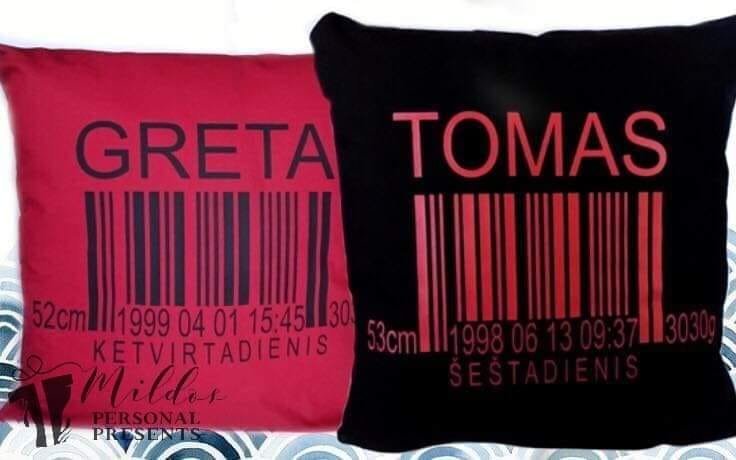 GRETA
52cm 1999 04 01 15:45
KETVIRTADIENIS
TOMAS
53cm 1998 06 13 09:37 3030g
ŠEŠTADIENIS
Mildos
PERSONAL
PRESENTS